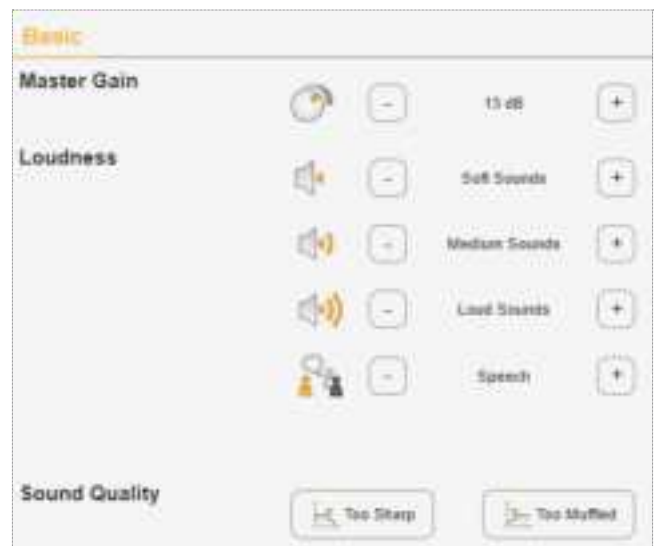 Basic
Master Gain
- 13 dB +
Loudness
- Soft Sounds +
- Medium Sounds +
- Loud Sounds +
- Speech +
Sound Quality
Too Sharp Too Muffled